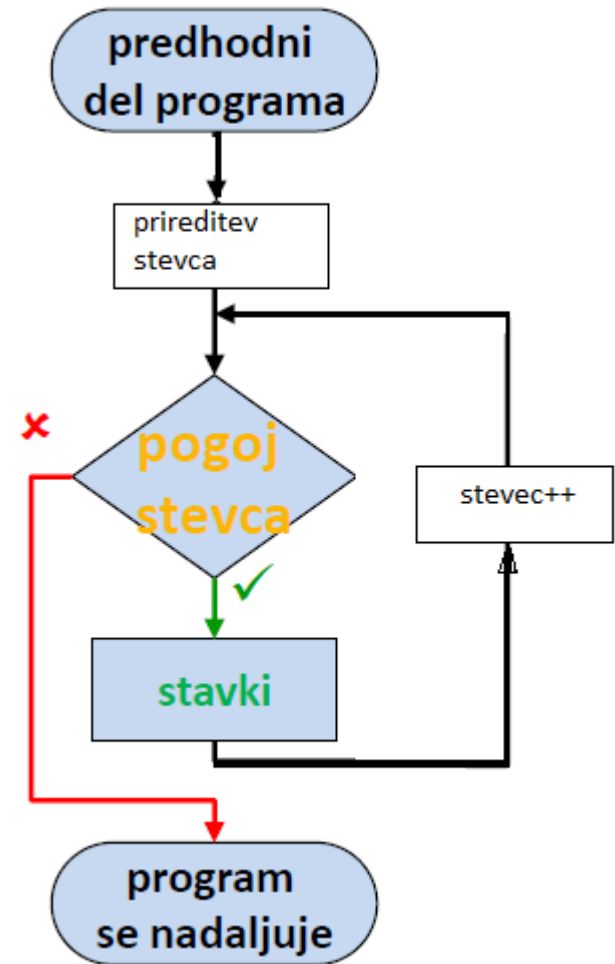 predhodni
del programa
prireditev
stevca
pogoj
stevca
stevec++
stavki
program
se nadaljuje